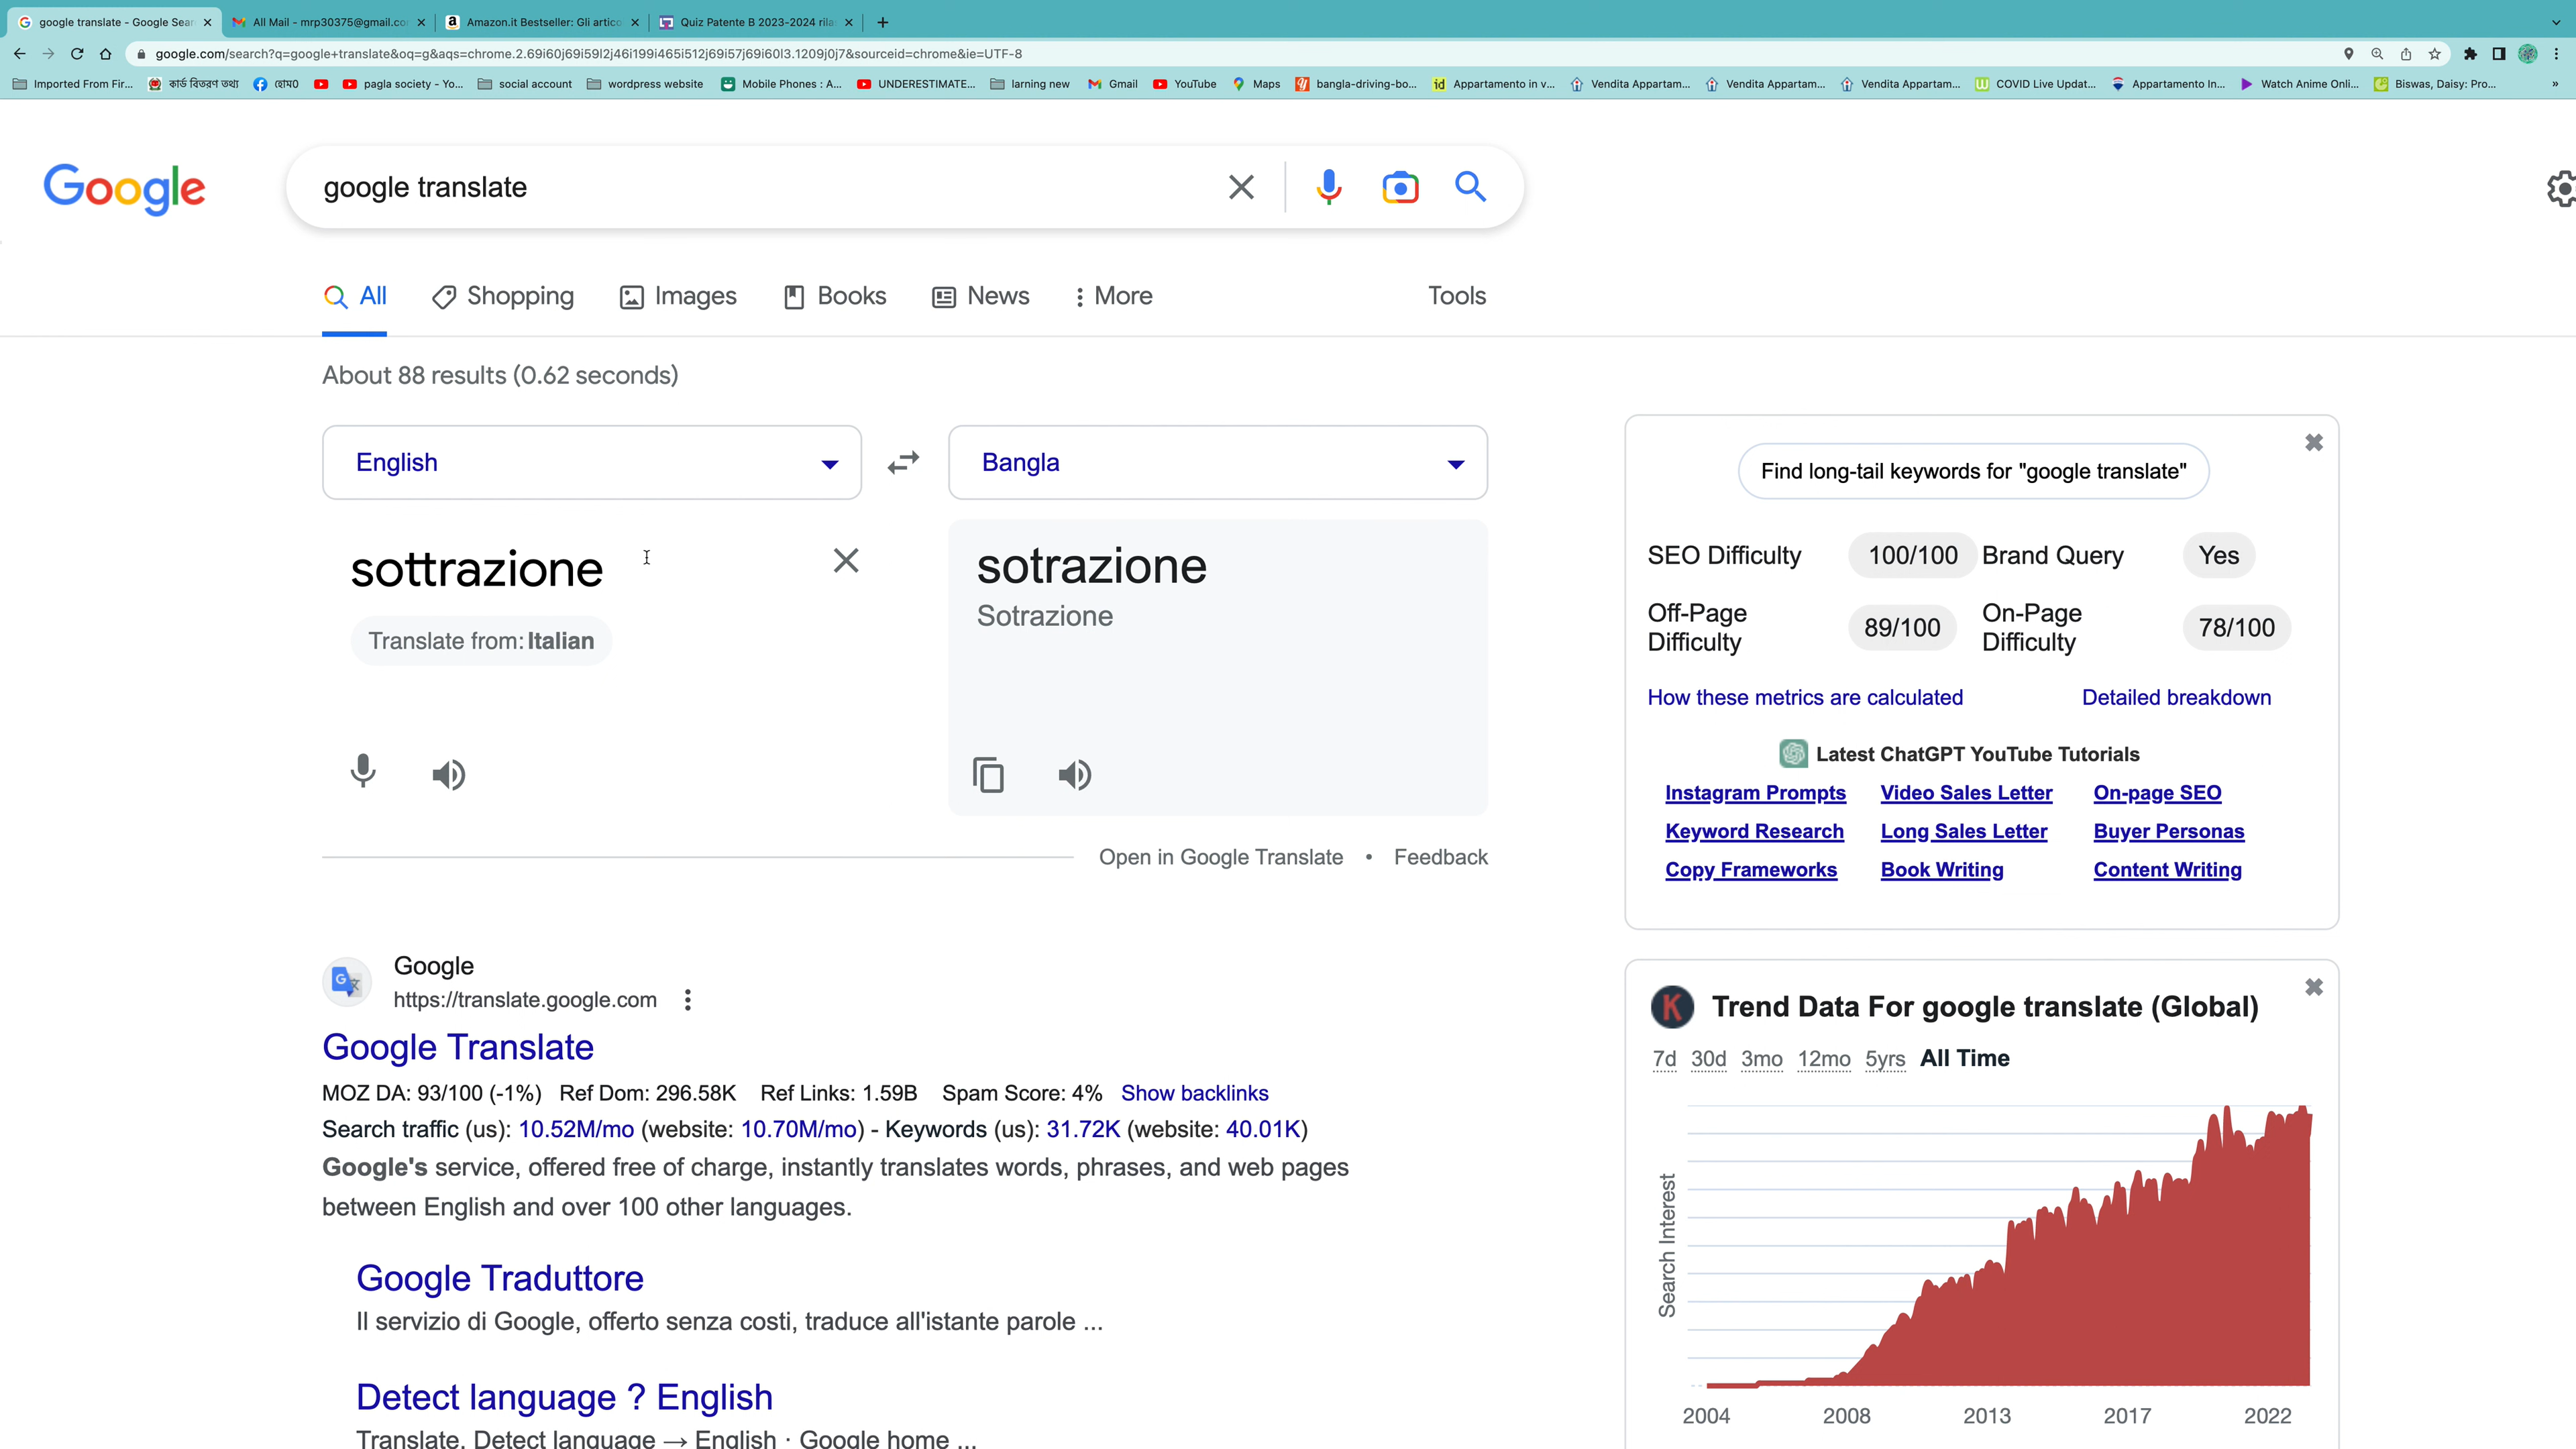 google translate - Google Sear
All Mail - mrp30375@gmail.co
Amazon.it Bestseller: Gli artico
Quiz Patente B 2023-2024 rila
google.com/search?q=google+translate&oq=g&aqs=chrome.2.69i60j69i59l2j46i199i465i512j69i57j69i60l3.1209j0j7&sourceid=chrome&ie=UTF-8
Imported From Fir... কার্ড বিতরণ তথ্য হোম0 pagla society - Yo... social account wordpress website Mobile Phones : A... UNDERESTIMATE... larning new Gmail YouTube Maps bangla-driving-bo... Appartamento in v... Vendita Appartam... Vendita Appartam... Vendita Appartam... COVID Live Updat... Appartamento In... Watch Anime Onli... Biswas, Daisy: Pro... »
Google
google translate
All Shopping Images Books News More Tools
About 88 results (0.62 seconds)
English
Bangla
sottrazione
Translate from: Italian
sotrazione
Sotrazione
Open in Google Translate • Feedback
Google
https://translate.google.com
Google Translate
MOZ DA: 93/100 (-1%) Ref Dom: 296.58K Ref Links: 1.59B Spam Score: 4% Show backlinks
Search traffic (us): 10.52M/mo (website: 10.70M/mo) - Keywords (us): 31.72K (website: 40.01K)
Google's service, offered free of charge, instantly translates words, phrases, and web pages
between English and over 100 other languages.
Google Traduttore
Il servizio di Google, offerto senza costi, traduce all'istante parole ...
Detect language ? English
Translate. Detect language → English · Google home ...
Find long-tail keywords for "google translate"
SEO Difficulty 100/100 Brand Query Yes
Off-Page Difficulty 89/100 On-Page Difficulty 78/100
How these metrics are calculated Detailed breakdown
Latest ChatGPT YouTube Tutorials
Instagram Prompts Video Sales Letter On-page SEO
Keyword Research Long Sales Letter Buyer Personas
Copy Frameworks Book Writing Content Writing
K Trend Data For google translate (Global)
7d 30d 3mo 12mo 5yrs All Time
Search Interest
2004 2008 2013 2017 2022